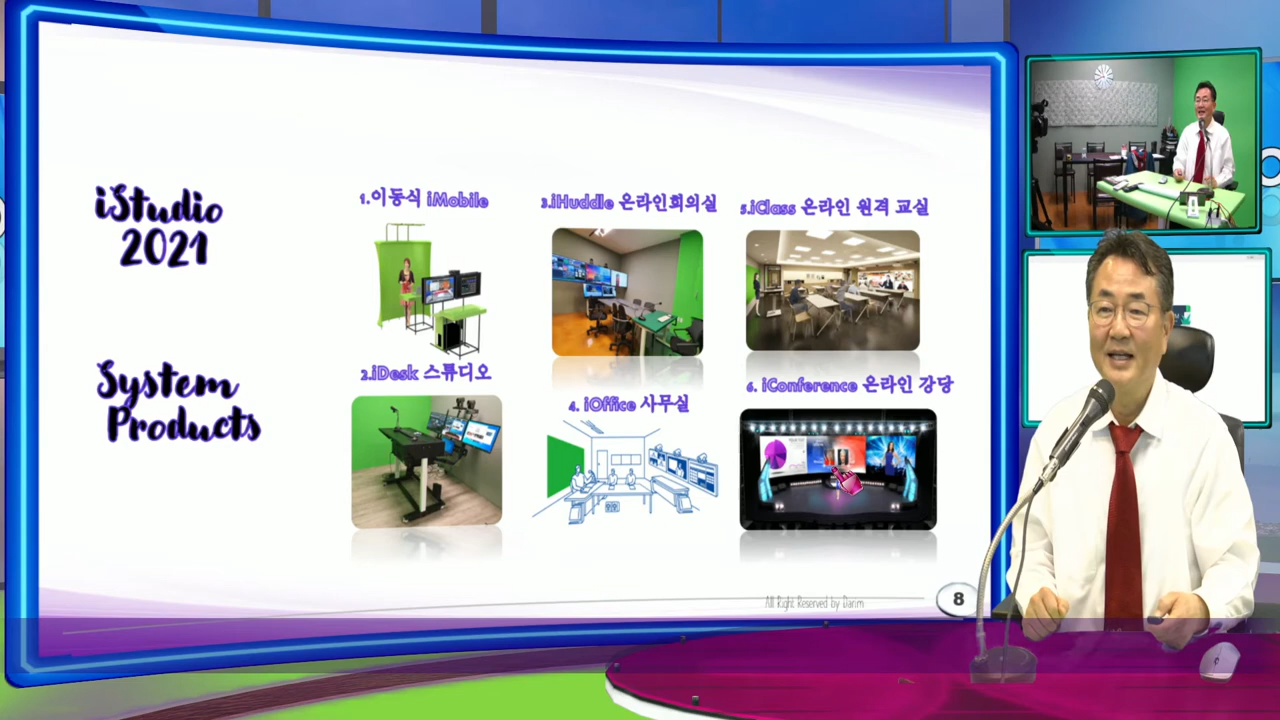 iStudio
2021
System
Products
1.이동식 iMobile
3.iHuddle 온라인회의실
5.iClass 온라인 원격 교실
2.iDesk 스튜디오
4. iOffice 사무실
6. iConference 온라인 강당
All Right Reserved by Darim
8